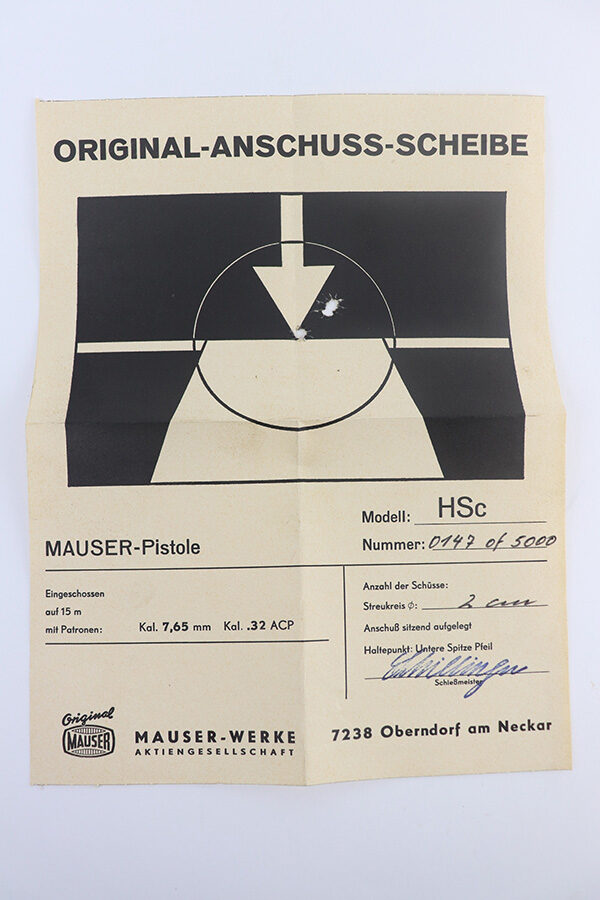 ORIGINAL-ANSCHUSS-SCHEIBE
Modell: HSc
MAUSER-Pistole
Nummer: 0147 of 5000
Eingeschossen
auf 15 m
mit Patronen: Kal. 7,65 mm Kal. .32 ACP
Anzahl der Schüsse:
Streukreis φ: 2 cm
Anschuß sitzend aufgelegt
Haltepunkt: Untere Spitze Pfeil
Schießmeister
Original
MAUSER
MAUSER-WERKE
AKTIENGESELLSCHAFT
7238 Oberndorf am Neckar